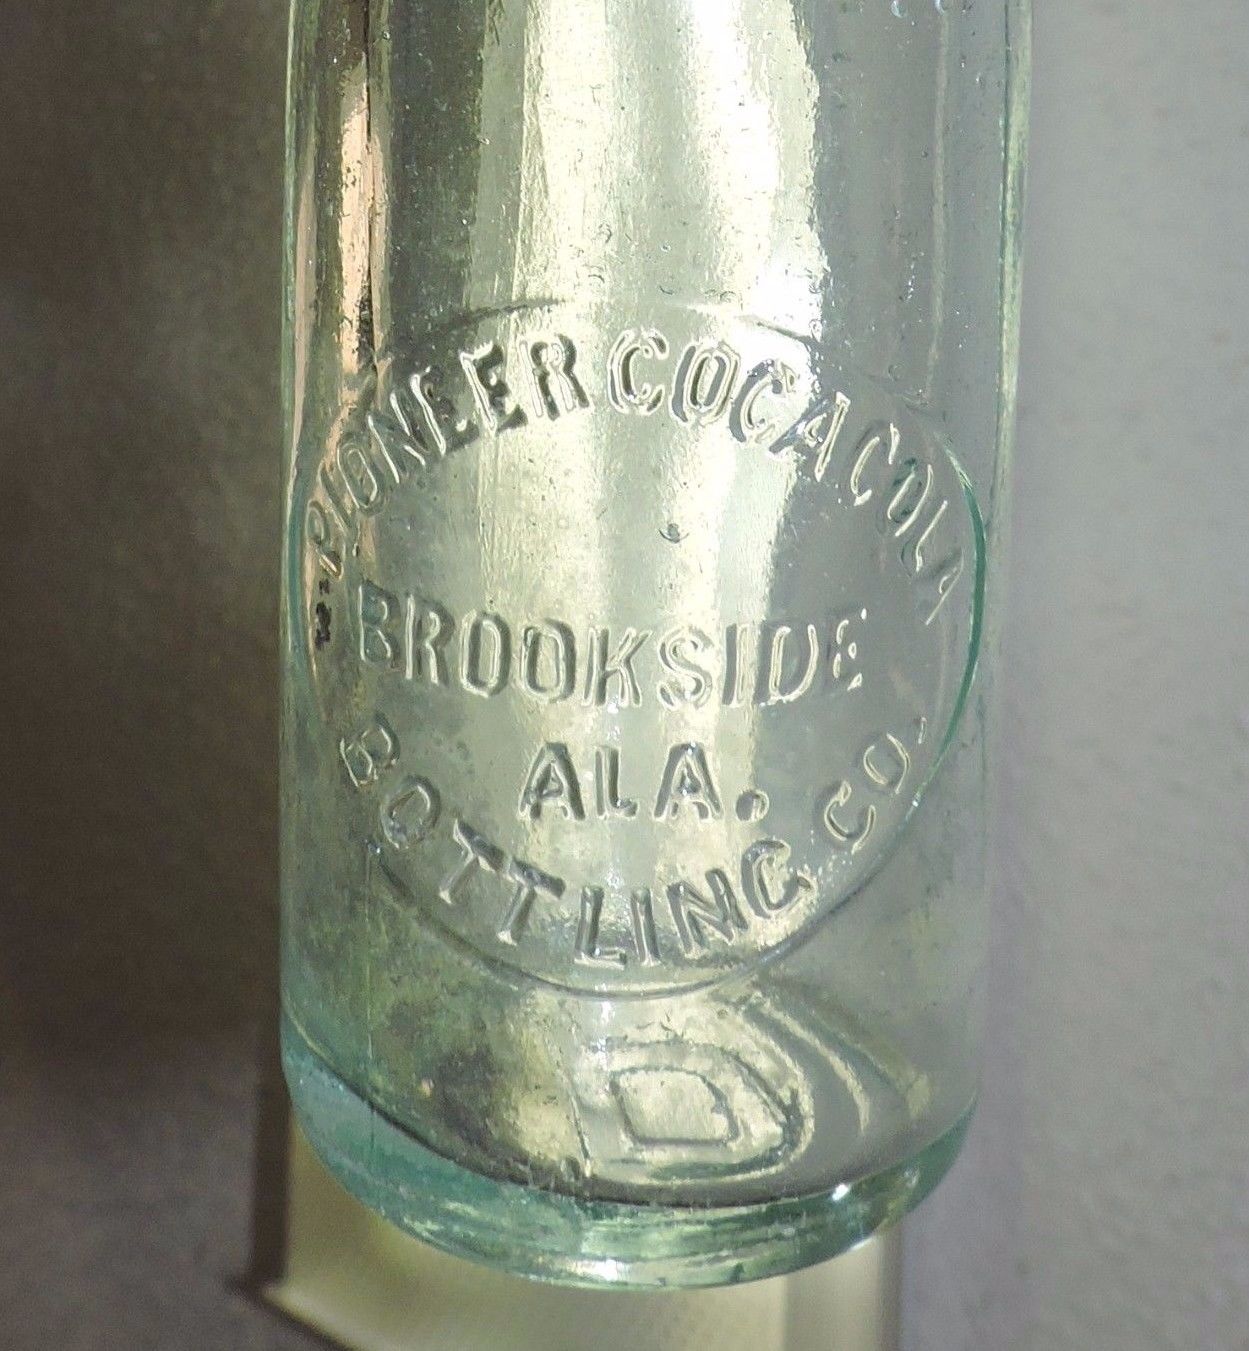 PIONEER COCA COLA
BROOKSIDE
ALA.
BOTTLING CO.
D